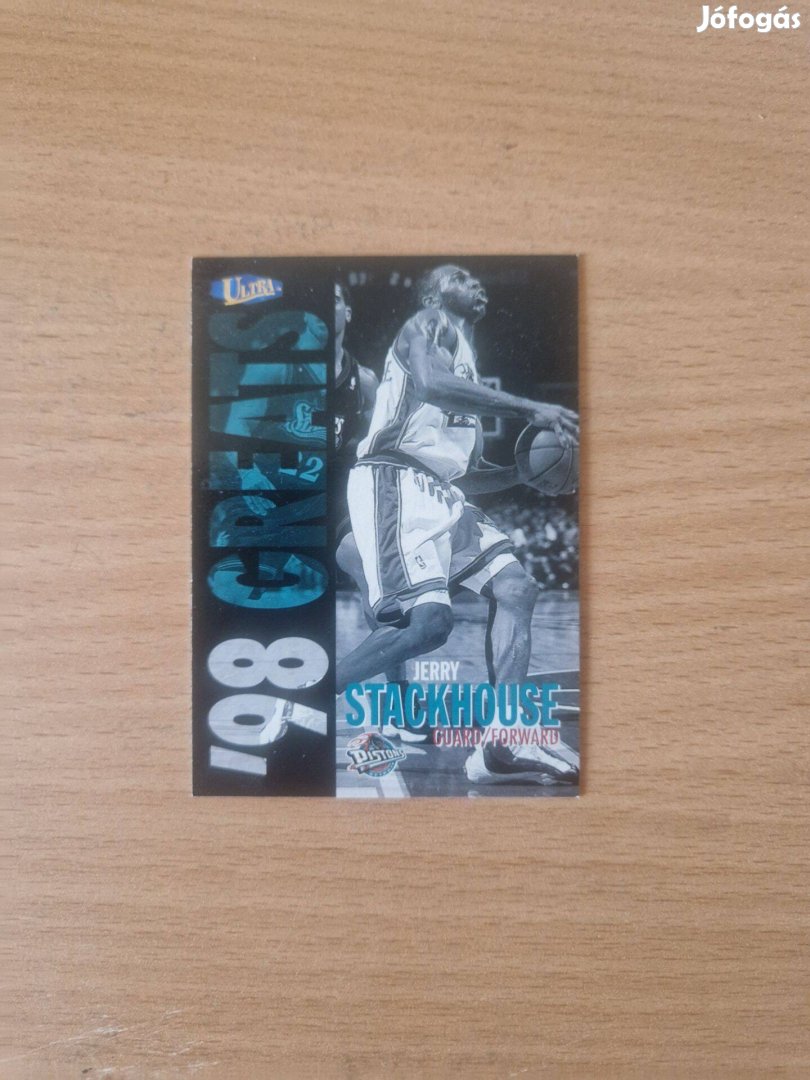 Jófogás
ULTRA
'98 GREATS
JERRY
STACKHOUSE
GUARD/FORWARD
PISTONS